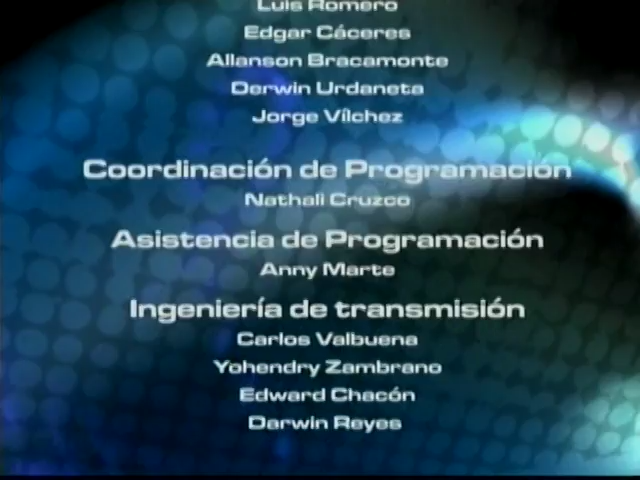 Luis Romero
Edgar Cáceres
Allanson Bracamonte
Derwin Urdaneta
Jorge Vílchez
Coordinación de Programación
Nathali Cruzco
Asistencia de Programación
Anny Marte
Ingeniería de transmisión
Carlos Valbuena
Yohendry Zambrano
Edward Chacón
Darwin Reyes